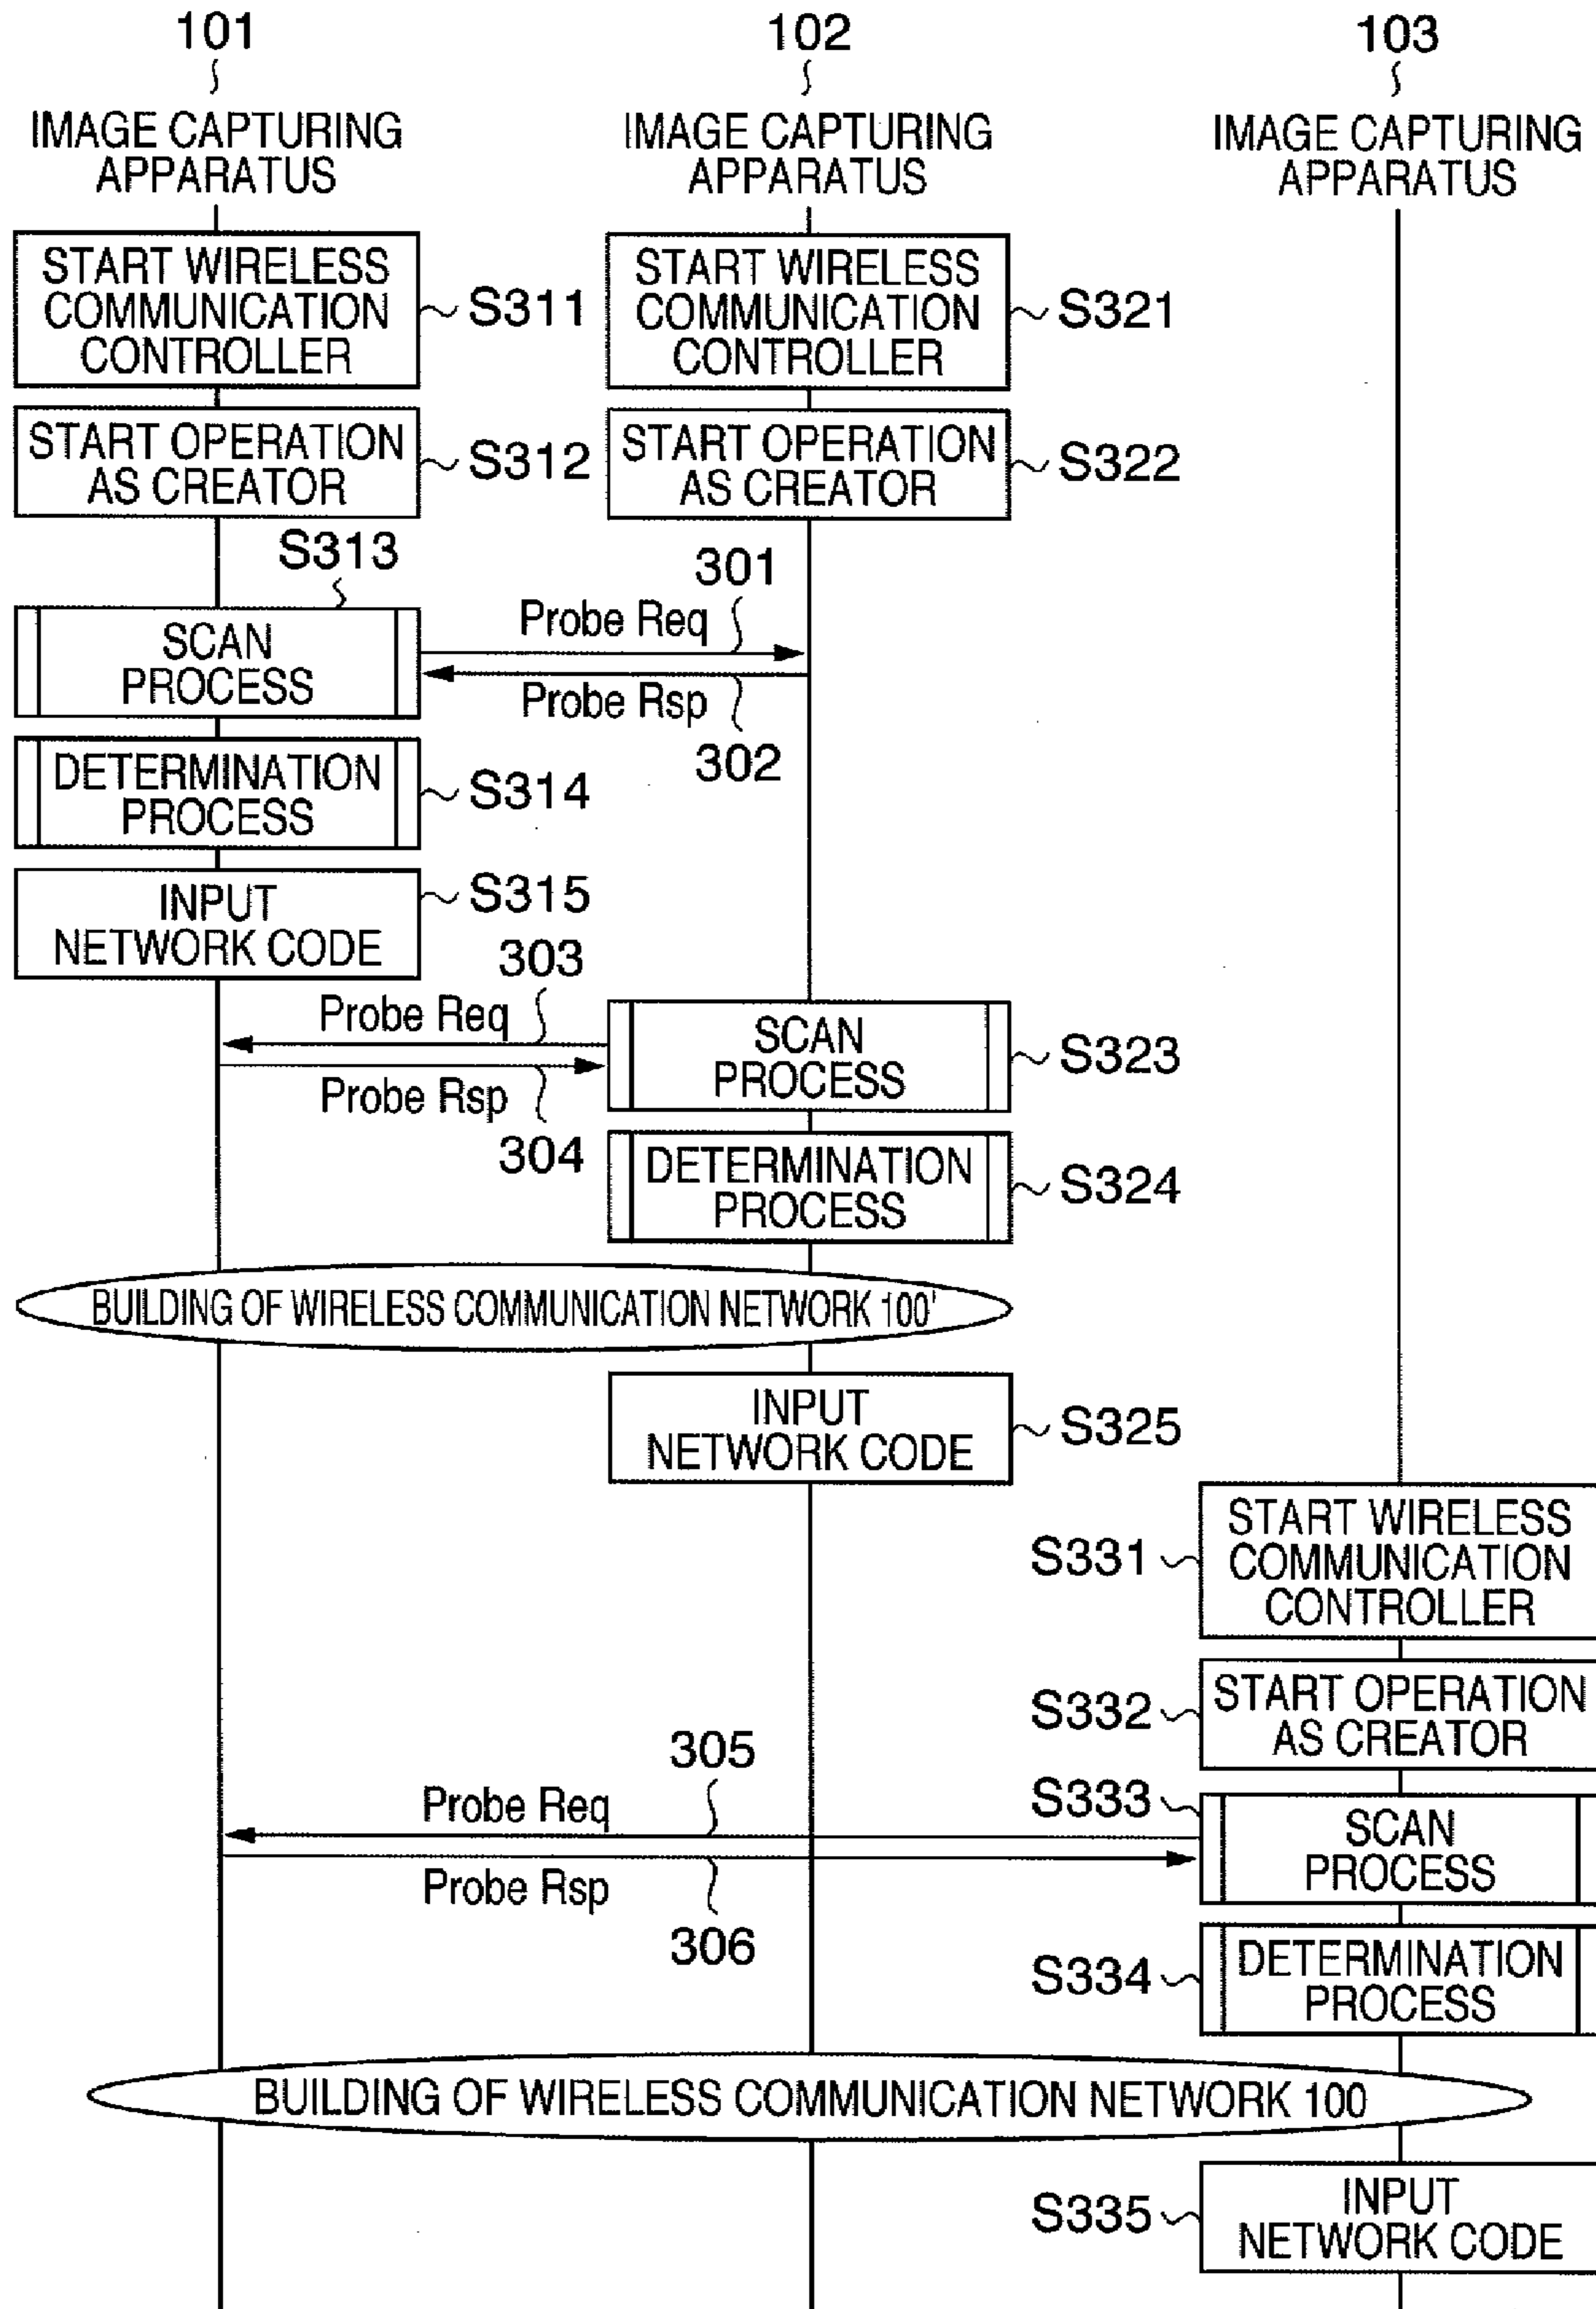 101
102
103
IMAGE CAPTURING
APPARATUS
IMAGE CAPTURING
APPARATUS
IMAGE CAPTURING
APPARATUS
START WIRELESS
COMMUNICATION
CONTROLLER
S311
START WIRELESS
COMMUNICATION
CONTROLLER
S321
START OPERATION
AS CREATOR
S312
START OPERATION
AS CREATOR
S322
S313
SCAN
PROCESS
301
Probe Req
Probe Rsp
302
DETERMINATION
PROCESS
S314
INPUT
NETWORK CODE
S315
303
Probe Req
Probe Rsp
304
SCAN
PROCESS
S323
DETERMINATION
PROCESS
S324
BUILDING OF WIRELESS COMMUNICATION NETWORK 100'
INPUT
NETWORK CODE
S325
S331
START WIRELESS
COMMUNICATION
CONTROLLER
S332
START OPERATION
AS CREATOR
305
Probe Req
Probe Rsp
306
S333
SCAN
PROCESS
S334
DETERMINATION
PROCESS
BUILDING OF WIRELESS COMMUNICATION NETWORK 100
S335
INPUT
NETWORK CODE